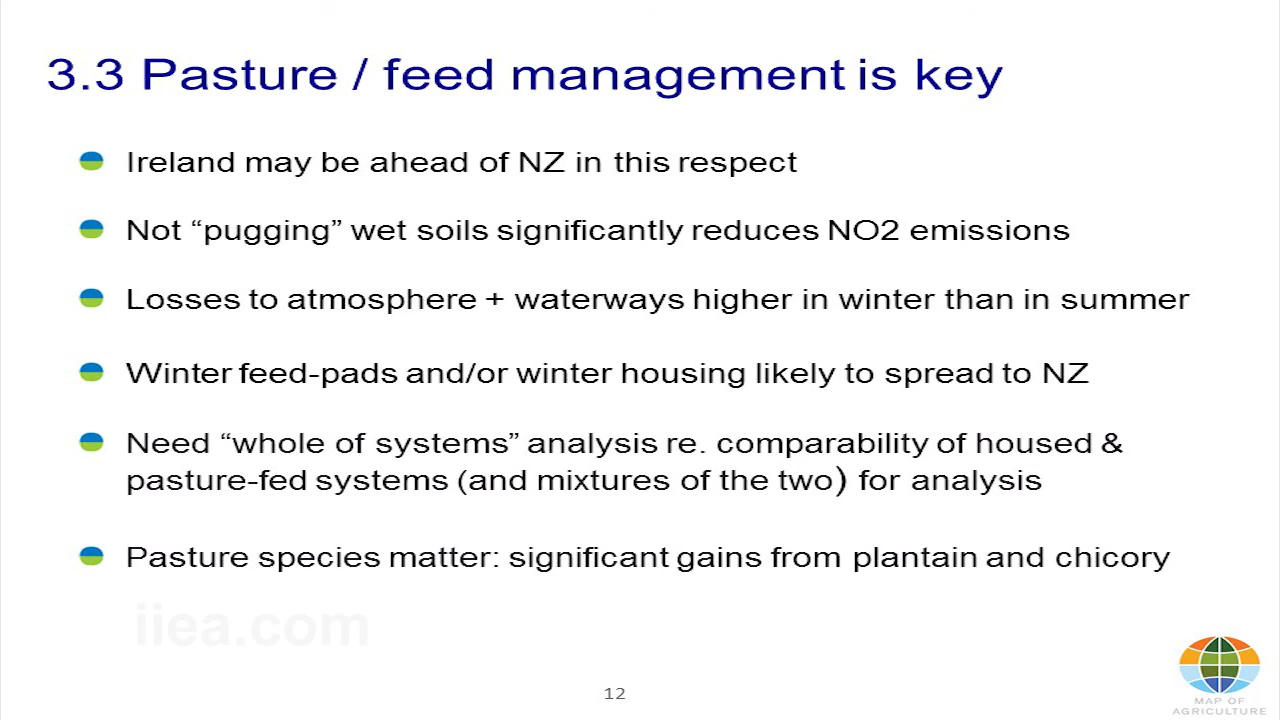 3.3 Pasture / feed management is key
Ireland may be ahead of NZ in this respect
Not “pugging” wet soils significantly reduces NO2 emissions
Losses to atmosphere + waterways higher in winter than in summer
Winter feed-pads and/or winter housing likely to spread to NZ
Need “whole of systems” analysis re. comparability of housed &
pasture-fed systems (and mixtures of the two) for analysis
Pasture species matter: significant gains from plantain and chicory
iiea.com
12
MAP OF
AGRICULTURE